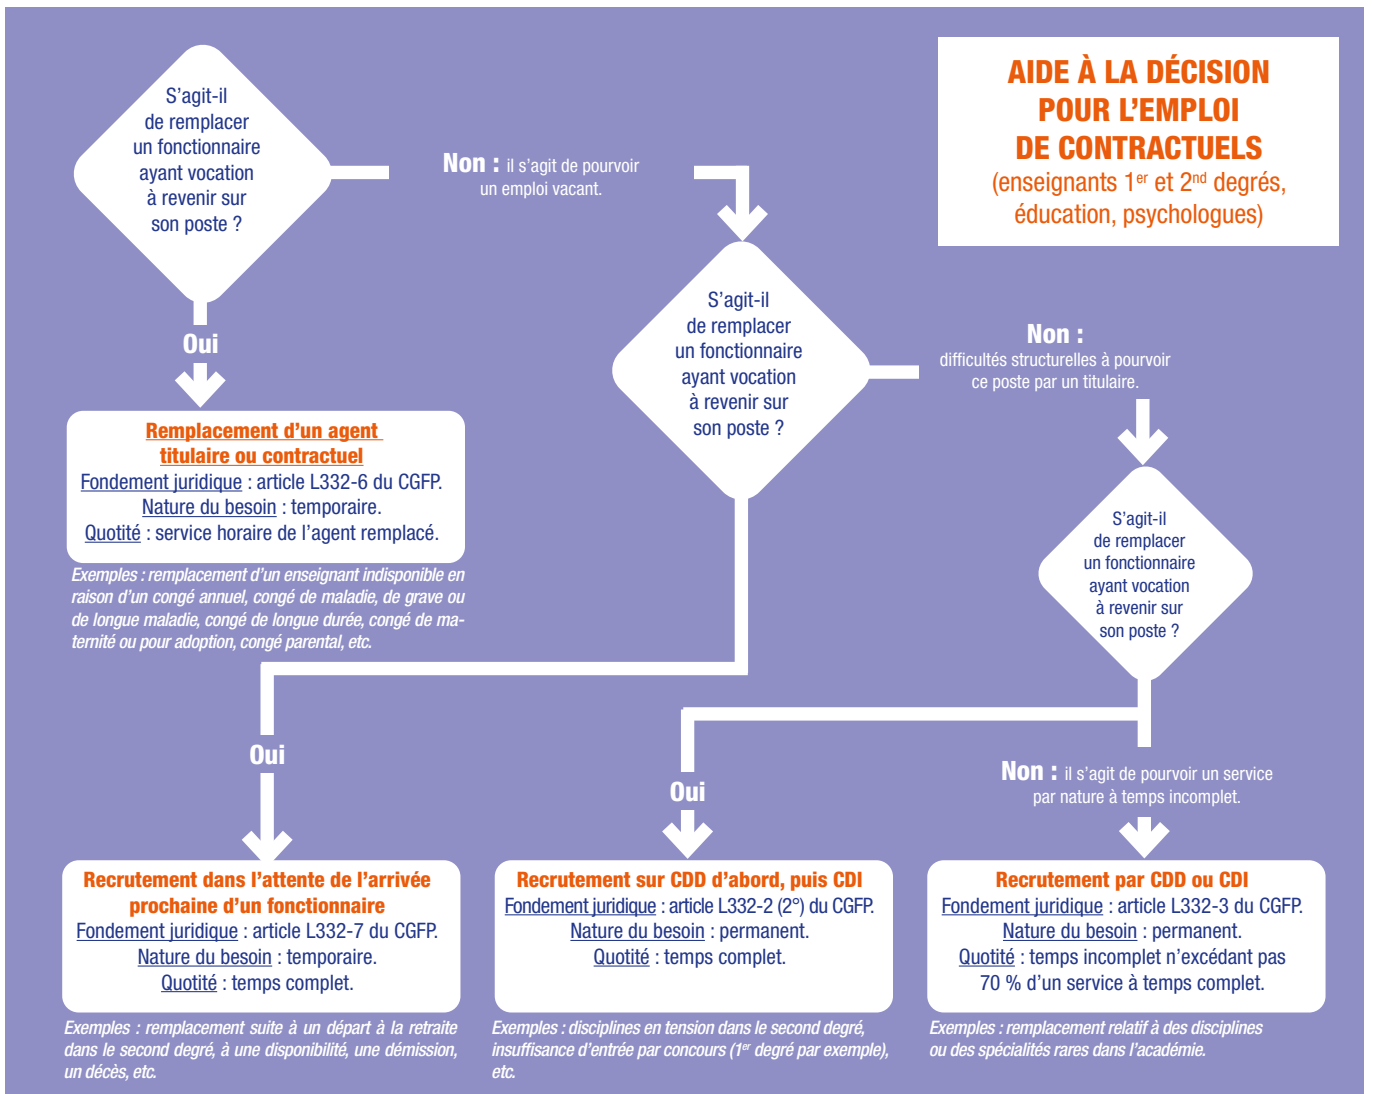 AIDE À LA DÉCISION
POUR L’EMPLOI
DE CONTRACTUELS
(enseignants 1er et 2nd degrés,
éducation, psychologues)
S’agit-il
de remplacer
un fonctionnaire
ayant vocation
à revenir sur
son poste ?
Non : il s’agit de pourvoir
un emploi vacant.
Oui
Remplacement d’un agent
titulaire ou contractuel
Fondement juridique : article L332-6 du CGFP.
Nature du besoin : temporaire.
Quotité : service horaire de l’agent remplacé.
Exemples : remplacement d’un enseignant indisponible en
raison d’un congé annuel, congé de maladie, de grave ou
de longue maladie, congé de longue durée, congé de ma-
ternité ou pour adoption, congé parental, etc.
S’agit-il
de remplacer
un fonctionnaire
ayant vocation
à revenir sur
son poste ?
Non :
difficultés structurelles à pourvoir
ce poste par un titulaire.
S’agit-il
de remplacer
un fonctionnaire
ayant vocation
à revenir sur
son poste ?
Oui
Recrutement dans l’attente de l’arrivée
prochaine d’un fonctionnaire
Fondement juridique : article L332-7 du CGFP.
Nature du besoin : temporaire.
Quotité : temps complet.
Exemples : remplacement suite à un départ à la retraite
dans le second degré, à une disponibilité, une démission,
un décès, etc.
Oui
Recrutement sur CDD d’abord, puis CDI
Fondement juridique : article L332-2 (2°) du CGFP.
Nature du besoin : permanent.
Quotité : temps complet.
Exemples : disciplines en tension dans le second degré,
insuffisance d’entrée par concours (1er degré par exemple),
etc.
Non : il s’agit de pourvoir un service
par nature à temps incomplet.
Recrutement par CDD ou CDI
Fondement juridique : article L332-3 du CGFP.
Nature du besoin : permanent.
Quotité : temps incomplet n’excédant pas
70 % d’un service à temps complet.
Exemples : remplacement relatif à des disciplines
ou des spécialités rares dans l’académie.